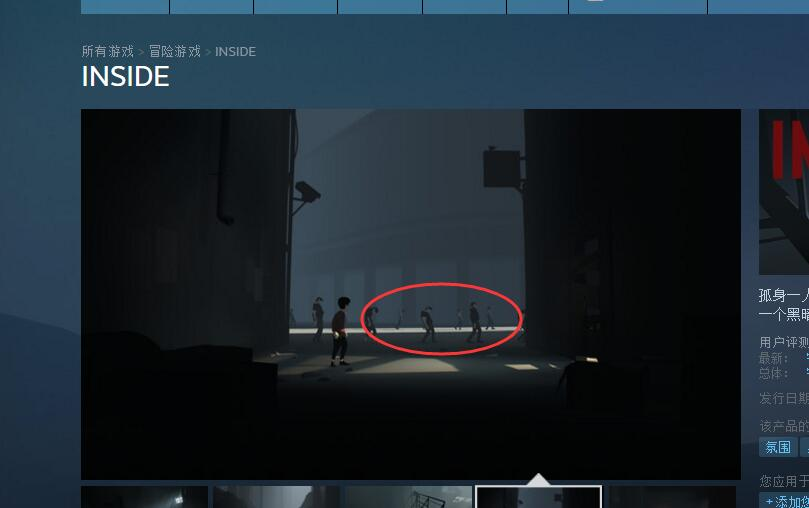 所有游戏 > 冒险游戏 > INSIDE
INSIDE
IN
孤身一人
一个黑暗
用户评测
最新：
总体：
发行日期
该产品的
氛围
您应用于
+ 添加您